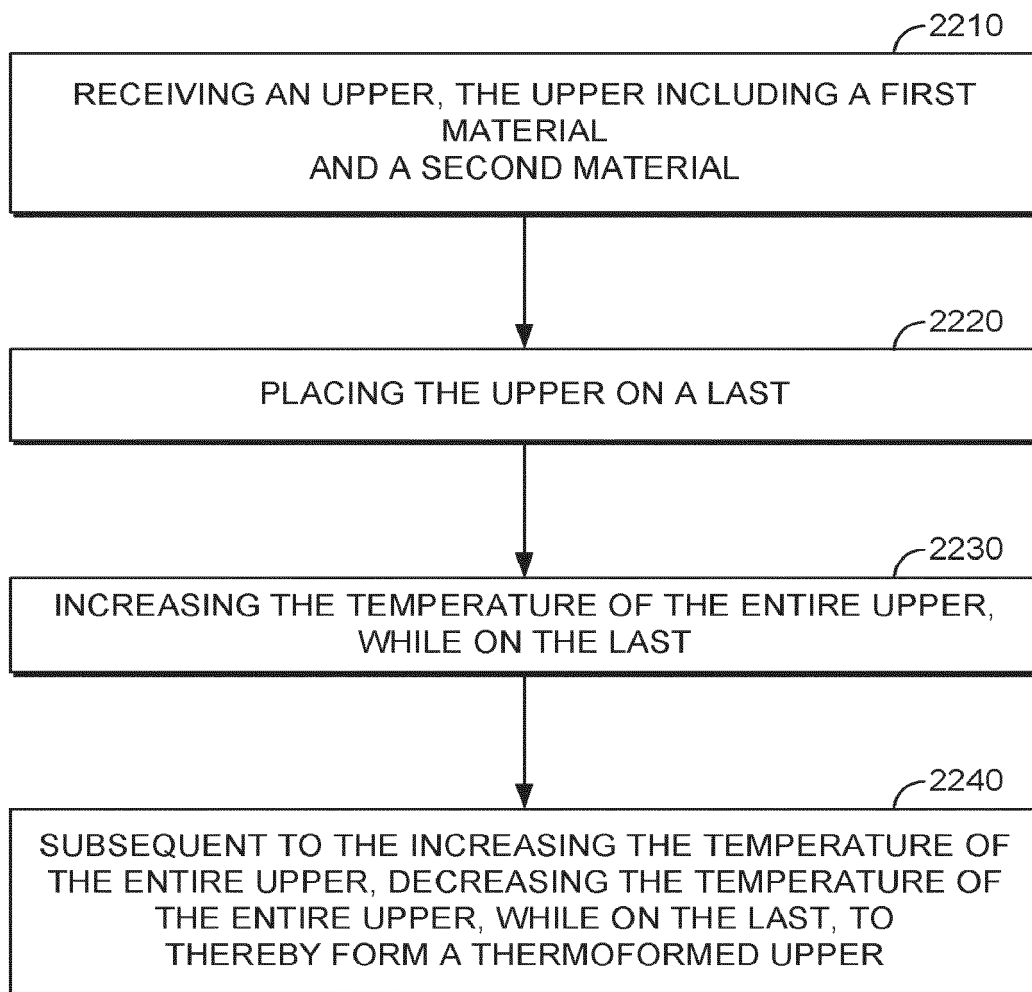 2210
RECEIVING AN UPPER, THE UPPER INCLUDING A FIRST
MATERIAL
AND A SECOND MATERIAL
2220
PLACING THE UPPER ON A LAST
2230
INCREASING THE TEMPERATURE OF THE ENTIRE UPPER,
WHILE ON THE LAST
2240
SUBSEQUENT TO THE INCREASING THE TEMPERATURE OF
THE ENTIRE UPPER, DECREASING THE TEMPERATURE OF
THE ENTIRE UPPER, WHILE ON THE LAST, TO
THEREBY FORM A THERMOFORMED UPPER